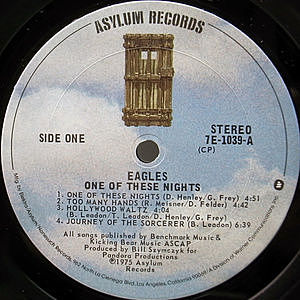 ASYLUM RECORDS
SIDE ONE
STEREO
7E-1039-A
(CP)
EAGLES
ONE OF THESE NIGHTS
1. ONE OF THESE NIGHTS (D. Henley/G. Frey) 4:51
2. TOO MANY HANDS (R. Meisner/D. Felder) 4:42
3. HOLLYWOOD WALTZ 4:04
(B. Leadon/T. Leadon/D. Henley/G. Frey)
4. JOURNEY OF THE SORCERER (B. Leadon) 6:39
All songs published by Benchmark Music &
Kicking Bear Music ASCAP
Produced by Bill Szymczyk for
Pandora Productions
©1975 Asylum
Records